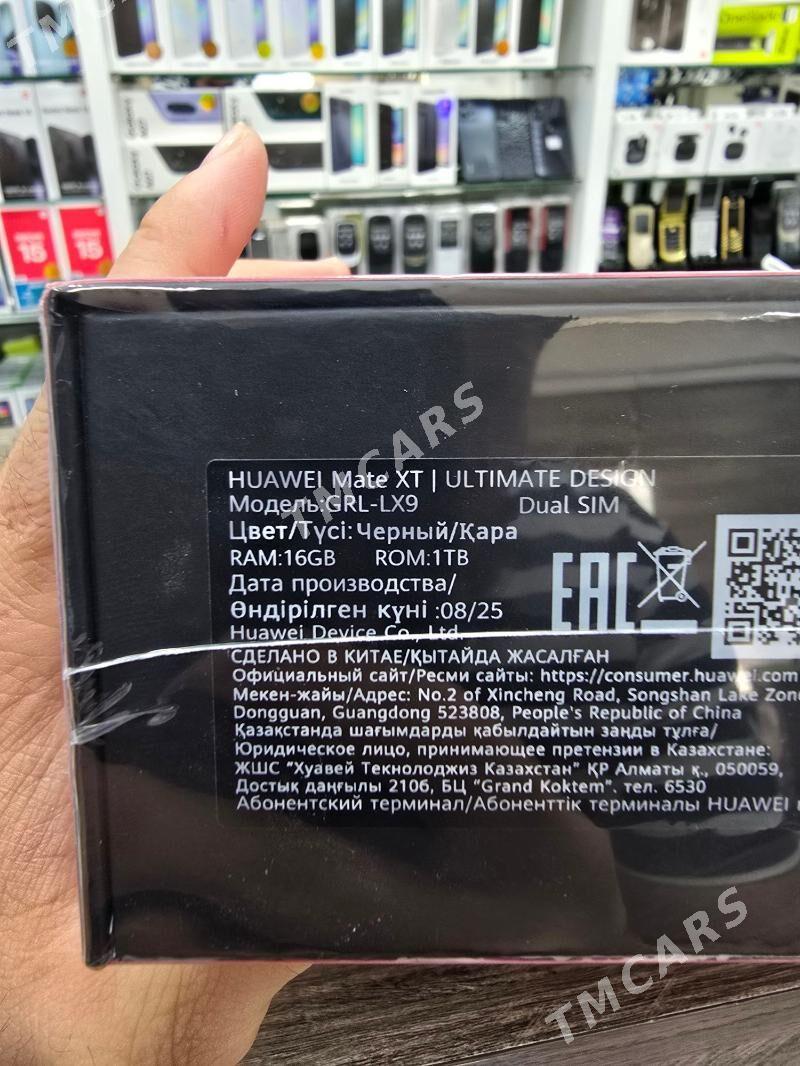 HUAWEI Mate XT | ULTIMATE DESIGN
Модель:GRL-LX9 Dual SIM
Цвет/Түсі:Черный/Қара
RAM:16GB ROM:1TB
Дата производства/
Өндірілген күні :08/25
Huawei Device Co., Ltd.
EAC
СДЕЛАНО В КИТАЕ/ҚЫТАЙДА ЖАСАЛҒАН
Официальный сайт/Ресми сайты: https://consumer.huawei.com
Мекен-жайы/Адрес: No.2 of Xincheng Road, Songshan Lake Zone
Dongguan, Guangdong 523808, People's Republic of China
Қазақстанда шағымдарды қабылдайтын заңды тұлға/
Юридическое лицо, принимающее претензии в Казахстане:
ЖШС "Хуавей Текнолоджиз Казахстан" ҚР Алматы қ., 050059,
Достық даңғылы 210б, БЦ "Grand Koktem". тел. 6530
Абонентский терминал/Абоненттік терминалы HUAWEI
15
15
TMCARS
TMCARS
TMCARS